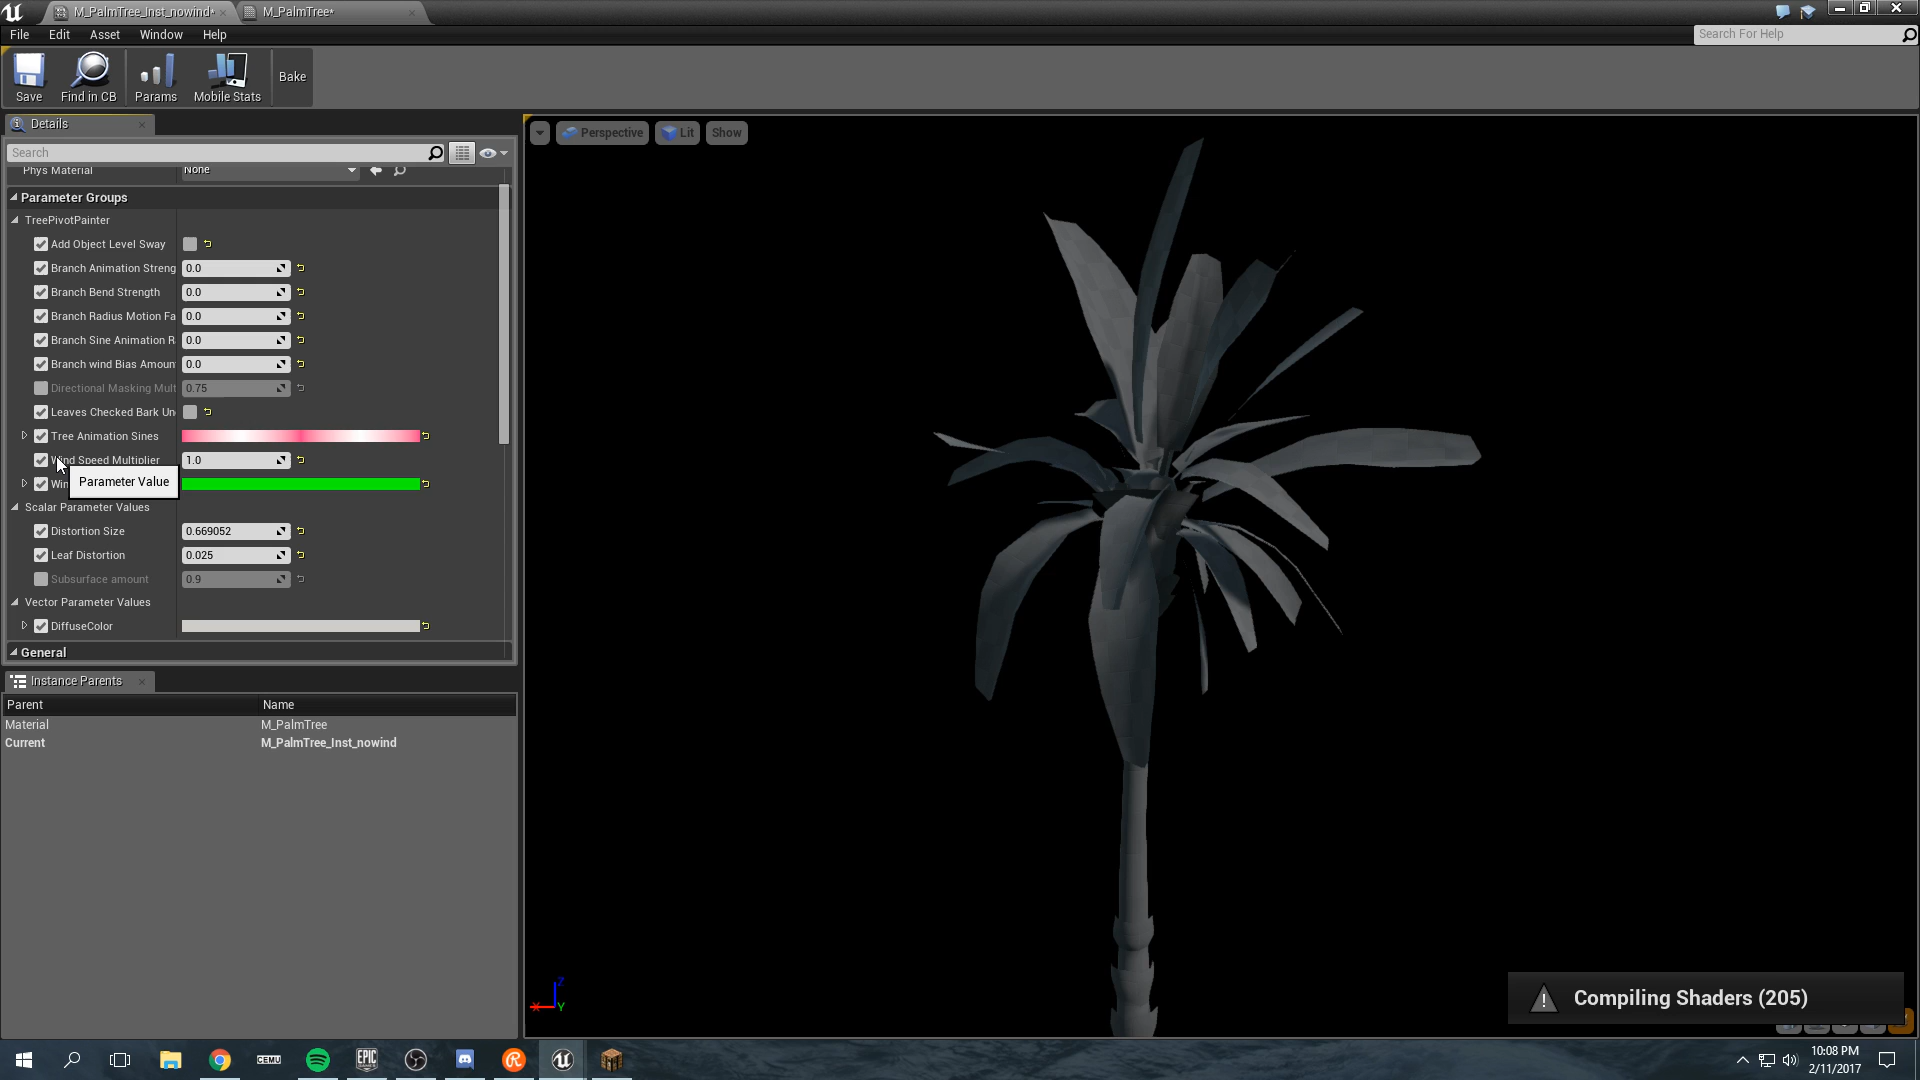 M_PalmTree_Inst_nowind*
M_PalmTree*
File Edit Asset Window Help
Search For Help
Save
Find in CB
Params
Mobile Stats
Bake
Details
Search
Phys Material None
Parameter Groups
TreePivotPainter
Add Object Level Sway
Branch Animation Streng 0.0
Branch Bend Strength 0.0
Branch Radius Motion Fa 0.0
Branch Sine Animation R 0.0
Branch wind Bias Amoun 0.0
Directional Masking Mult 0.75
Leaves Checked Bark Un
Tree Animation Sines
Wind Speed Multiplier 1.0
Win
Parameter Value
Scalar Parameter Values
Distortion Size 0.669052
Leaf Distortion 0.025
Subsurface amount 0.9
Vector Parameter Values
DiffuseColor
General
Instance Parents
Parent Name
Material M_PalmTree
Current M_PalmTree_Inst_nowind
Perspective Lit Show
Z
X Y
Compiling Shaders (205)
CEMU
EPIC GAMES
10:08 PM
2/11/2017